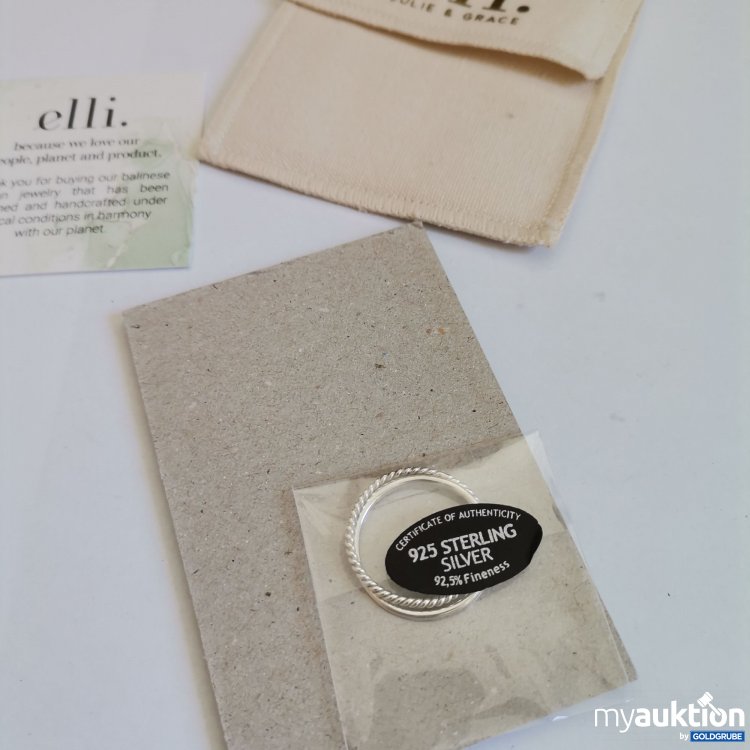 JULIE & GRACE
elli.
because we love our
planet and product.
you for buying our balinese
jewelry that has been
and handcrafted under
conditions in harmony
with our planet.
CERTIFICATE OF AUTHENTICITY
925 STERLING
SILVER
92,5% Fineness
myauktion
by GOLDGRUBE